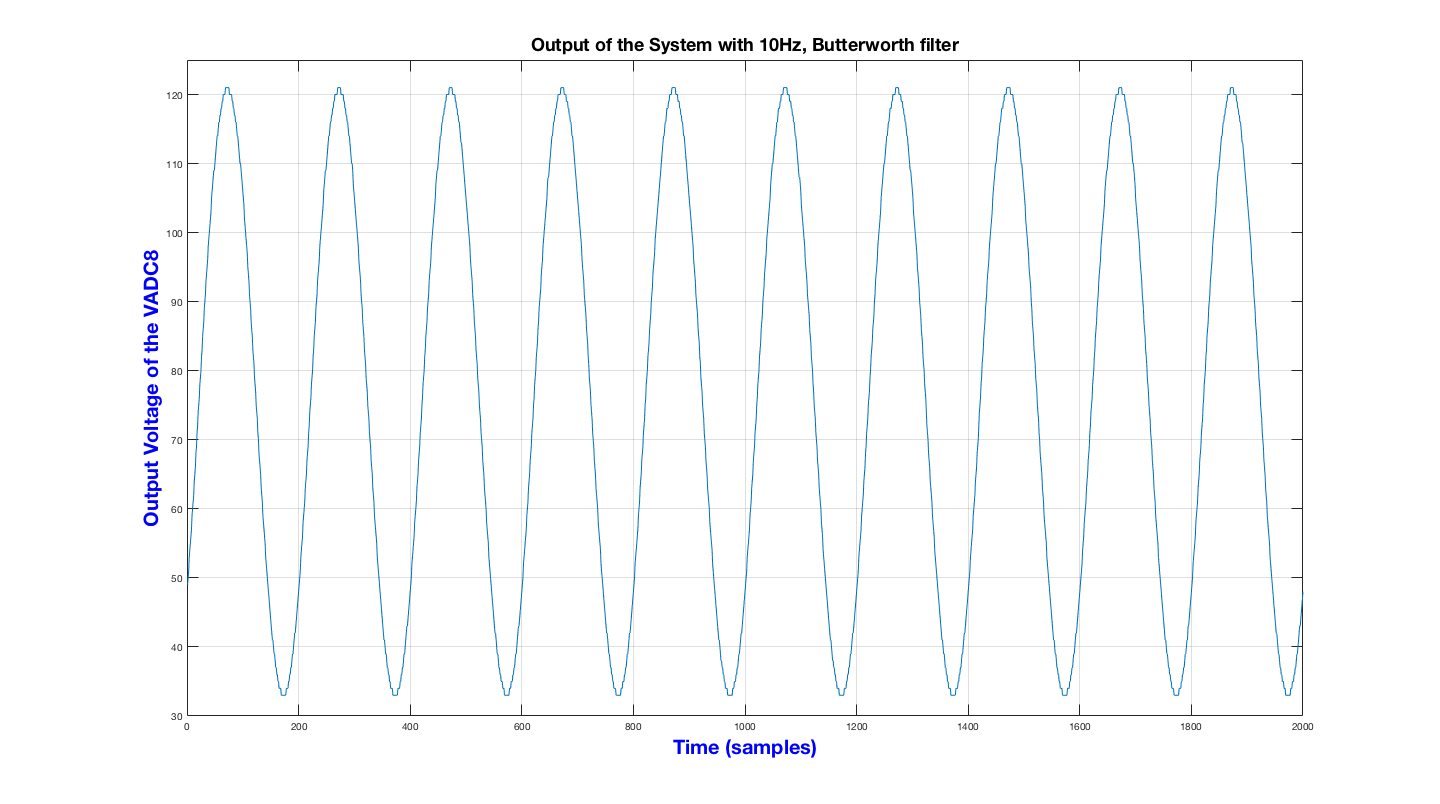 Output of the System with 10Hz, Butterworth filter
Output Voltage of the VADC8
120
110
100
90
80
70
60
50
40
30
0 200 400 600 800 1000 1200 1400 1600 1800 2000
Time (samples)